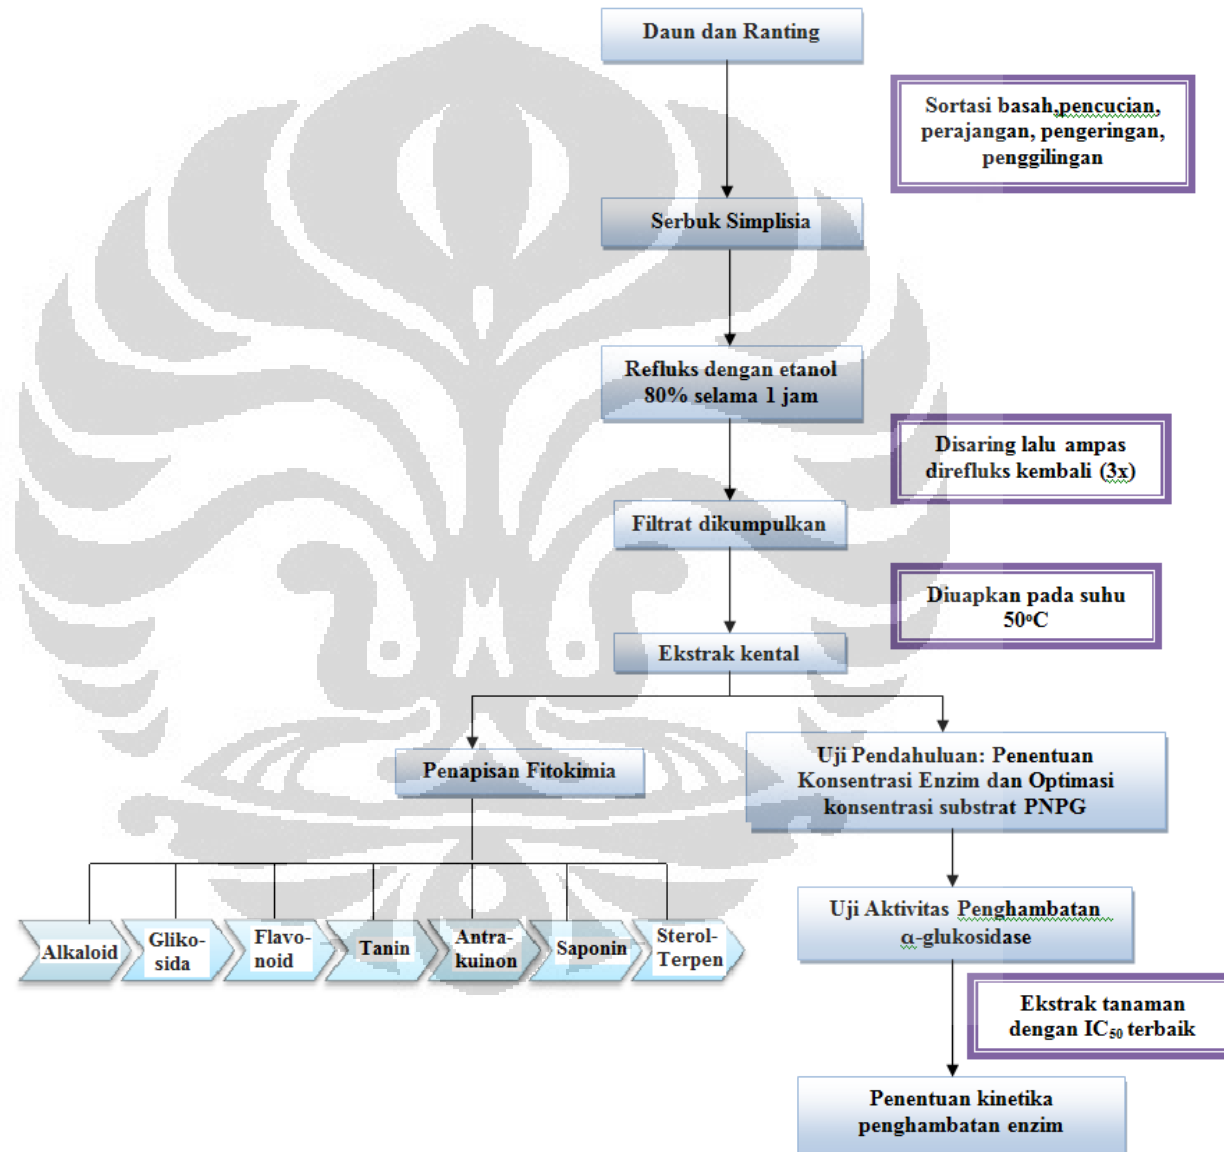 Daun dan Ranting
Sortasi basah,pencucian,
perajangan, pengeringan,
penggilingan
Serbuk Simplisia
Refluks dengan etanol
80% selama 1 jam
Disaring lalu ampas
direfluks kembali (3x)
Filtrat dikumpulkan
Diuapkan pada suhu
50°C
Ekstrak kental
Penapisan Fitokimia
Uji Pendahuluan: Penentuan
Konsentrasi Enzim dan Optimasi
konsentrasi substrat PNPG
Alkaloid
Gliko-
sida
Flavo-
noid
Tanin
Antra-
kuinon
Saponin
Sterol-
Terpen
Uji Aktivitas Penghambatan
α-glukosidase
Ekstrak tanaman
dengan IC₅₀ terbaik
Penentuan kinetika
penghambatan enzim